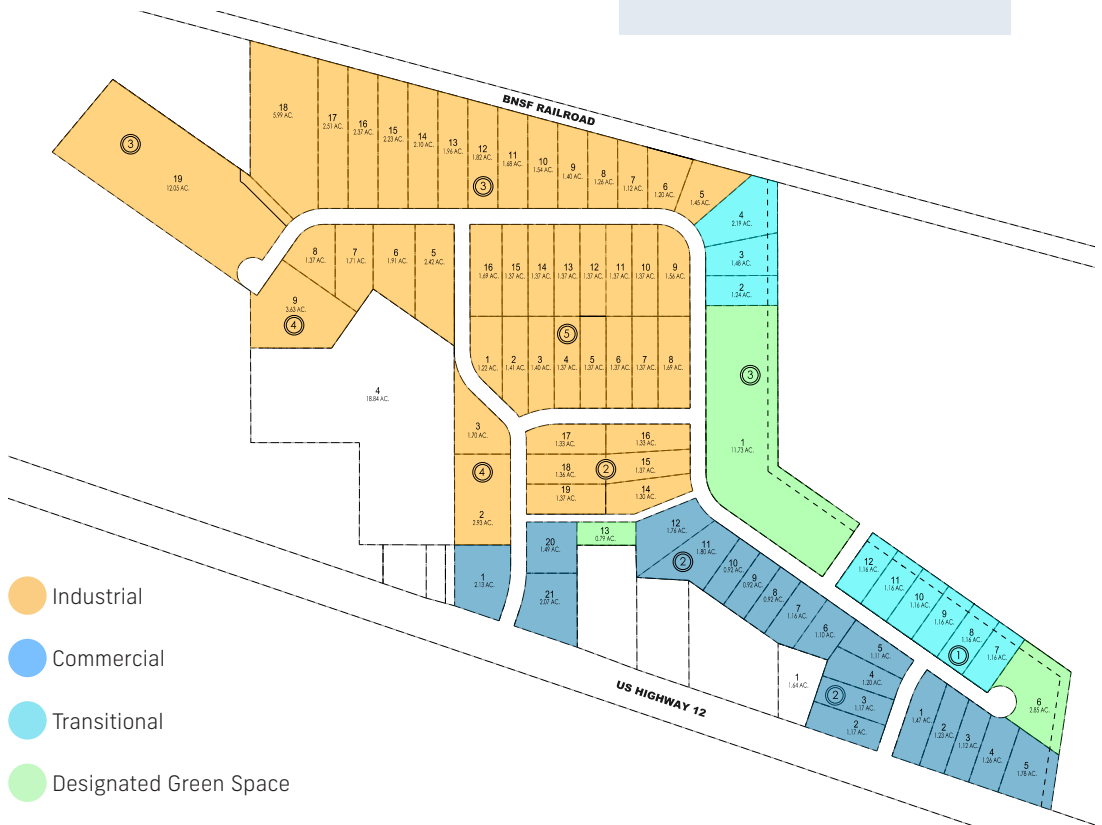 BNSF RAILROAD
18
5.99 AC.
17
2.51 AC.
16
2.37 AC.
15
2.23 AC.
14
2.10 AC.
13
1.96 AC.
12
1.82 AC.
11
1.68 AC.
10
1.54 AC.
9
1.40 AC.
8
1.26 AC.
7
1.12 AC.
6
1.20 AC.
5
1.45 AC.
3
3
19
12.05 AC.
4
2.19 AC.
3
1.48 AC.
2
1.24 AC.
8
1.37 AC.
7
1.71 AC.
6
1.91 AC.
5
2.42 AC.
9
3.63 AC.
4
16
1.69 AC.
15
1.37 AC.
14
1.37 AC.
13
1.37 AC.
12
1.37 AC.
11
1.37 AC.
10
1.37 AC.
9
1.56 AC.
5
1
1.22 AC.
2
1.41 AC.
3
1.40 AC.
4
1.37 AC.
5
1.37 AC.
6
1.37 AC.
7
1.37 AC.
8
1.69 AC.
3
1
11.73 AC.
4
18.84 AC.
3
1.70 AC.
4
2
2.93 AC.
17
1.33 AC.
16
1.33 AC.
18
1.36 AC.
2
15
1.37 AC.
19
1.37 AC.
14
1.30 AC.
1
2.13 AC.
20
1.49 AC.
21
2.07 AC.
13
0.79 AC.
12
1.76 AC.
11
1.80 AC.
2
10
0.92 AC.
9
0.92 AC.
8
0.92 AC.
7
1.16 AC.
6
1.10 AC.
5
1.51 AC.
4
1.20 AC.
3
1.17 AC.
2
1.17 AC.
2
1
1.64 AC.
12
1.16 AC.
11
1.16 AC.
10
1.16 AC.
9
1.16 AC.
8
1.16 AC.
7
1.16 AC.
1
6
2.85 AC.
1
1.47 AC.
2
1.23 AC.
3
1.12 AC.
4
1.26 AC.
5
1.78 AC.
US HIGHWAY 12
Industrial
Commercial
Transitional
Designated Green Space